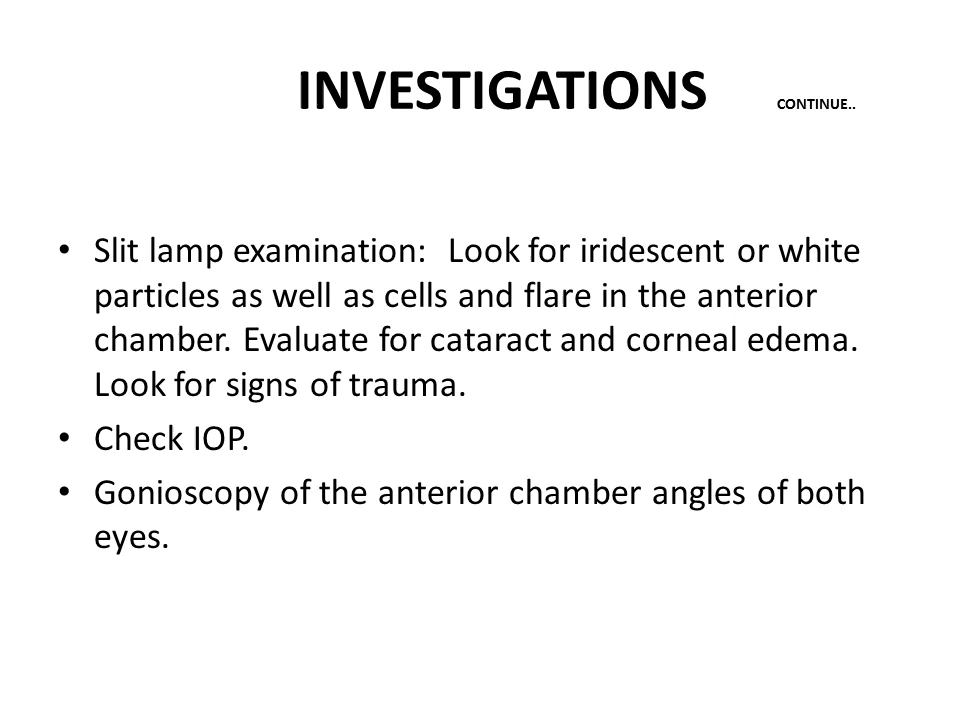 INVESTIGATIONS CONTINUE..
• Slit lamp examination:  Look for iridescent or white
particles as well as cells and flare in the anterior
chamber. Evaluate for cataract and corneal edema.
Look for signs of trauma.
• Check IOP.
• Gonioscopy of the anterior chamber angles of both
eyes.